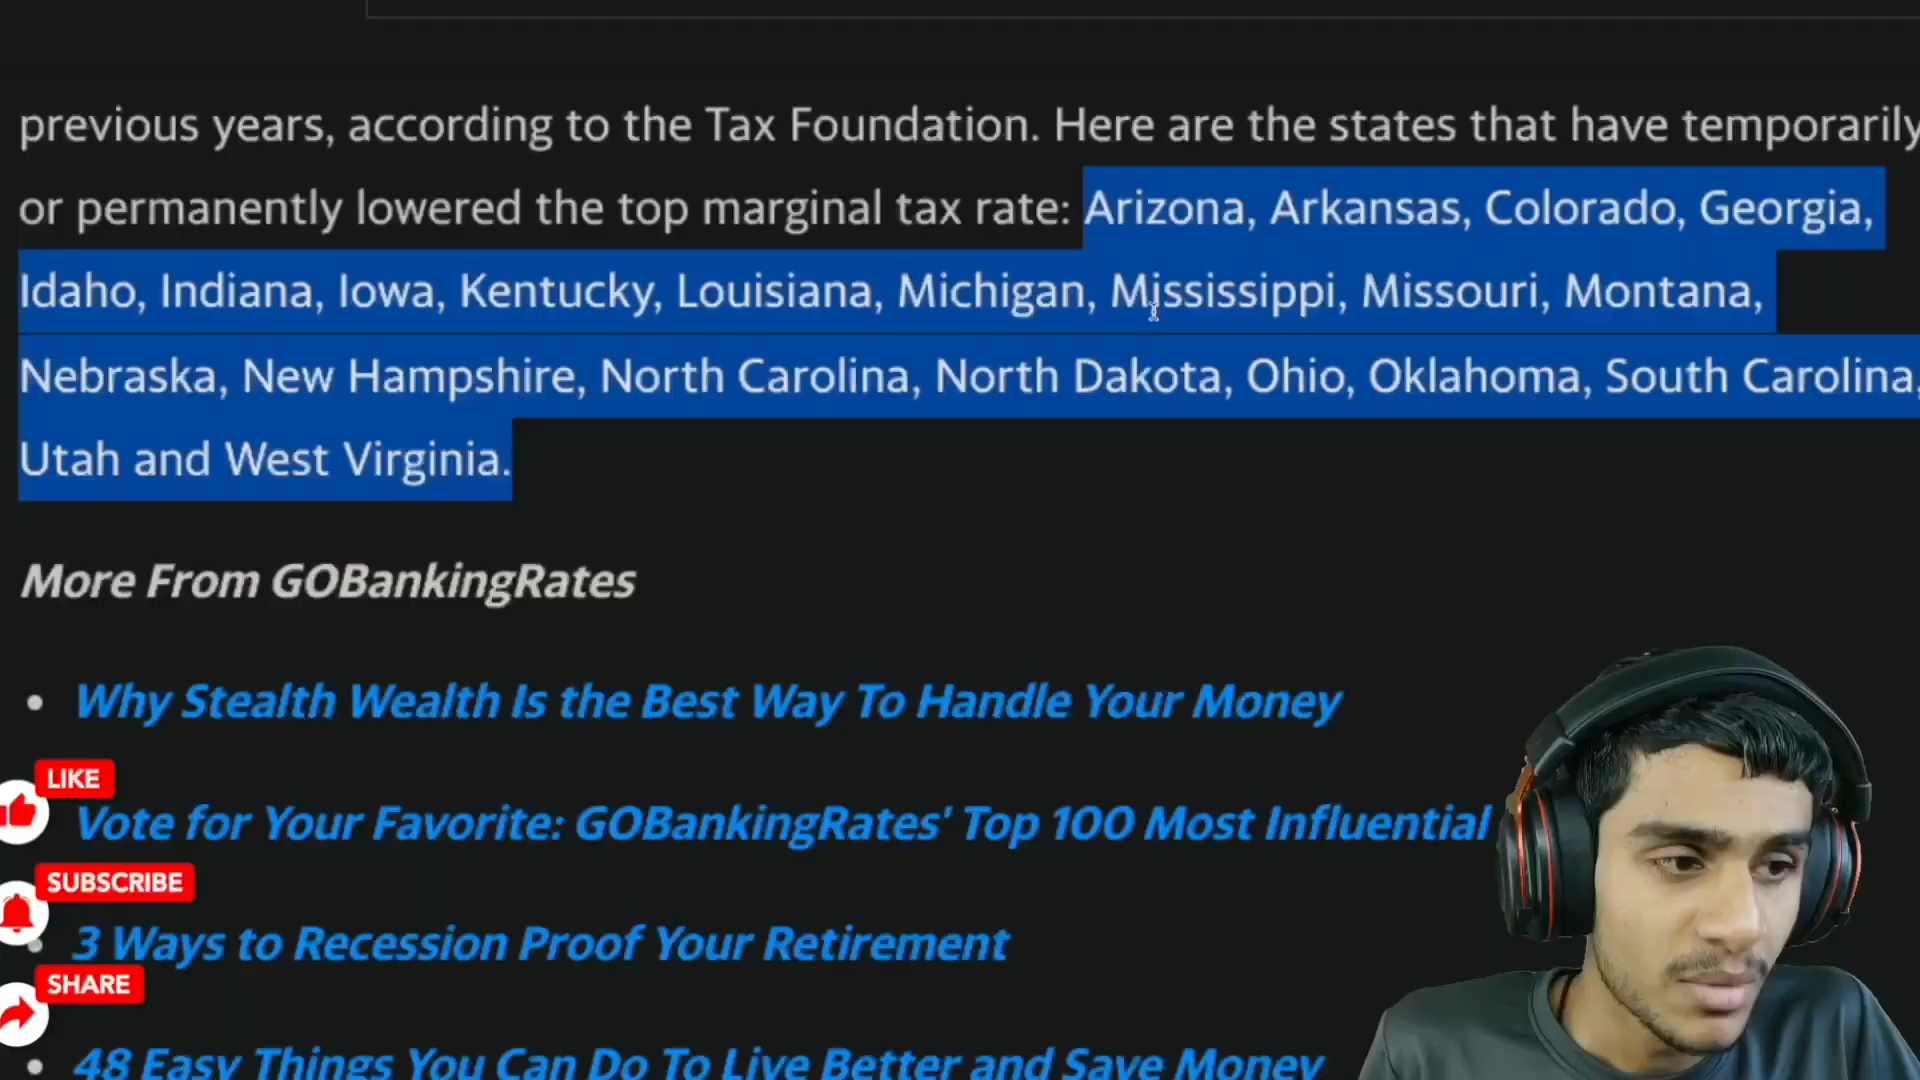 previous years, according to the Tax Foundation. Here are the states that have temporarily
or permanently lowered the top marginal tax rate: Arizona, Arkansas, Colorado, Georgia,
Idaho, Indiana, Iowa, Kentucky, Louisiana, Michigan, Mississippi, Missouri, Montana,
Nebraska, New Hampshire, North Carolina, North Dakota, Ohio, Oklahoma, South Carolina,
Utah and West Virginia.
More From GOBankingRates
Why Stealth Wealth Is the Best Way To Handle Your Money
LIKE
Vote for Your Favorite: GOBankingRates' Top 100 Most Influential
SUBSCRIBE
3 Ways to Recession Proof Your Retirement
SHARE
48 Easy Things You Can Do To Live Better and Save Money